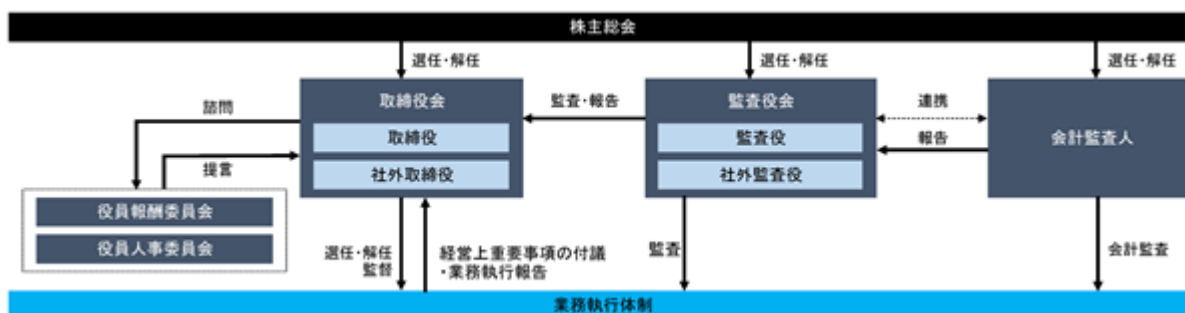 株主総会
選任・解任
選任・解任
選任・解任
取締役会
取締役
社外取締役
監査・報告
監査役会
監査役
社外監査役
連携
報告
会計監査人
諮問
提言
役員報酬委員会
役員人事委員会
選任・解任
監督
経営上重要事項の付議
・業務執行報告
監査
会計監査
業務執行体制